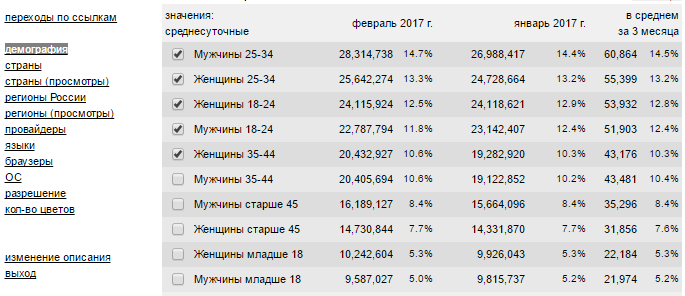 переходы по ссылкам
демография
страны
страны (просмотры)
регионы России
регионы (просмотры)
провайдеры
языки
браузеры
ОС
разрешение
кол-во цветов
изменение описания
выход
значения:
среднесуточные февраль 2017 г. январь 2017 г. в среднем
за 3 месяца
Мужчины 25-34 28,314,738 14.7% 26,988,417 14.4% 60,864 14.5%
Женщины 25-34 25,642,274 13.3% 24,728,664 13.2% 55,399 13.2%
Женщины 18-24 24,115,924 12.5% 24,118,621 12.9% 53,932 12.8%
Мужчины 18-24 22,787,794 11.8% 23,142,407 12.4% 51,903 12.4%
Женщины 35-44 20,432,927 10.6% 19,282,920 10.3% 43,176 10.3%
Мужчины 35-44 20,405,694 10.6% 19,122,852 10.2% 43,481 10.4%
Мужчины старше 45 16,189,127 8.4% 15,664,096 8.4% 35,296 8.4%
Женщины старше 45 14,730,844 7.7% 14,331,870 7.7% 31,856 7.6%
Женщины младше 18 10,242,604 5.3% 9,926,043 5.3% 22,184 5.3%
Мужчины младше 18 9,587,027 5.0% 9,815,737 5.2% 21,974 5.2%